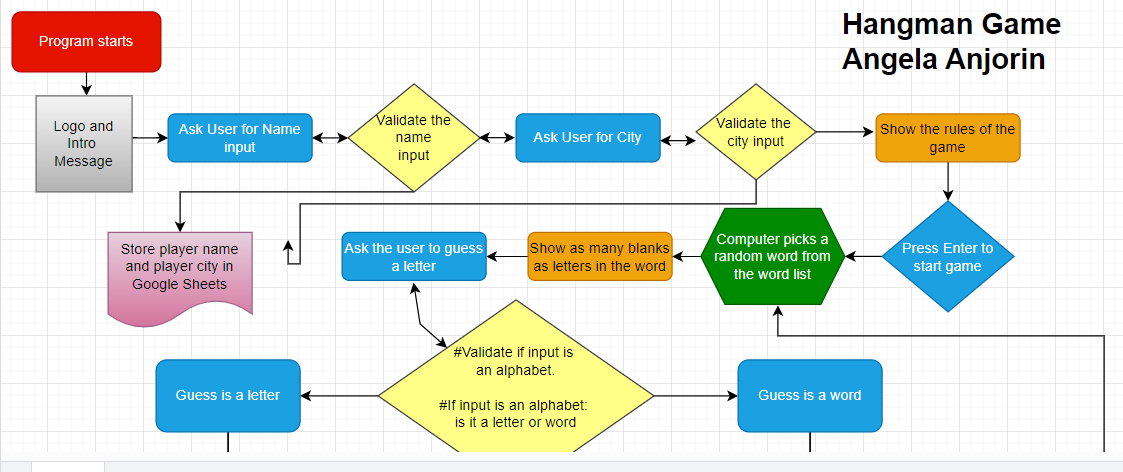 Hangman Game
Angela Anjorin
Program starts
Logo and
Intro
Message
Ask User for Name
input
Validate the
name
input
Ask User for City
Validate the
city input
Show the rules of the
game
Store player name
and player city in
Google Sheets
Ask the user to guess
a letter
Show as many blanks
as letters in the word
Computer picks a
random word from
the word list
Press Enter to
start game
#Validate if input is
an alphabet.
#If input is an alphabet:
is it a letter or word
Guess is a letter
Guess is a word